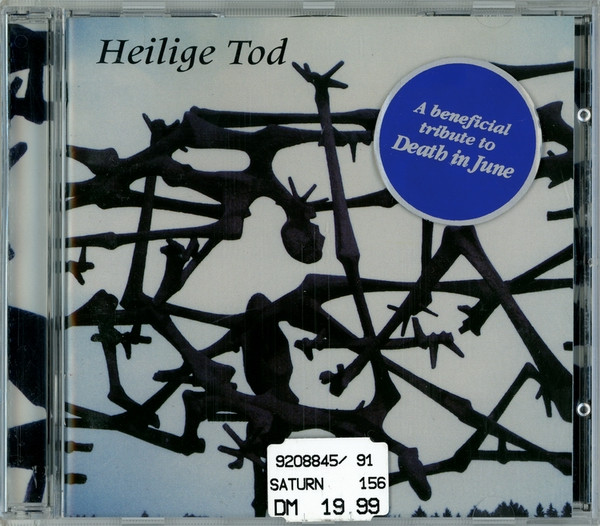 Heilige Tod
A beneficial
tribute to
Death in June
9208845/ 91
SATURN 156
DM 19.99